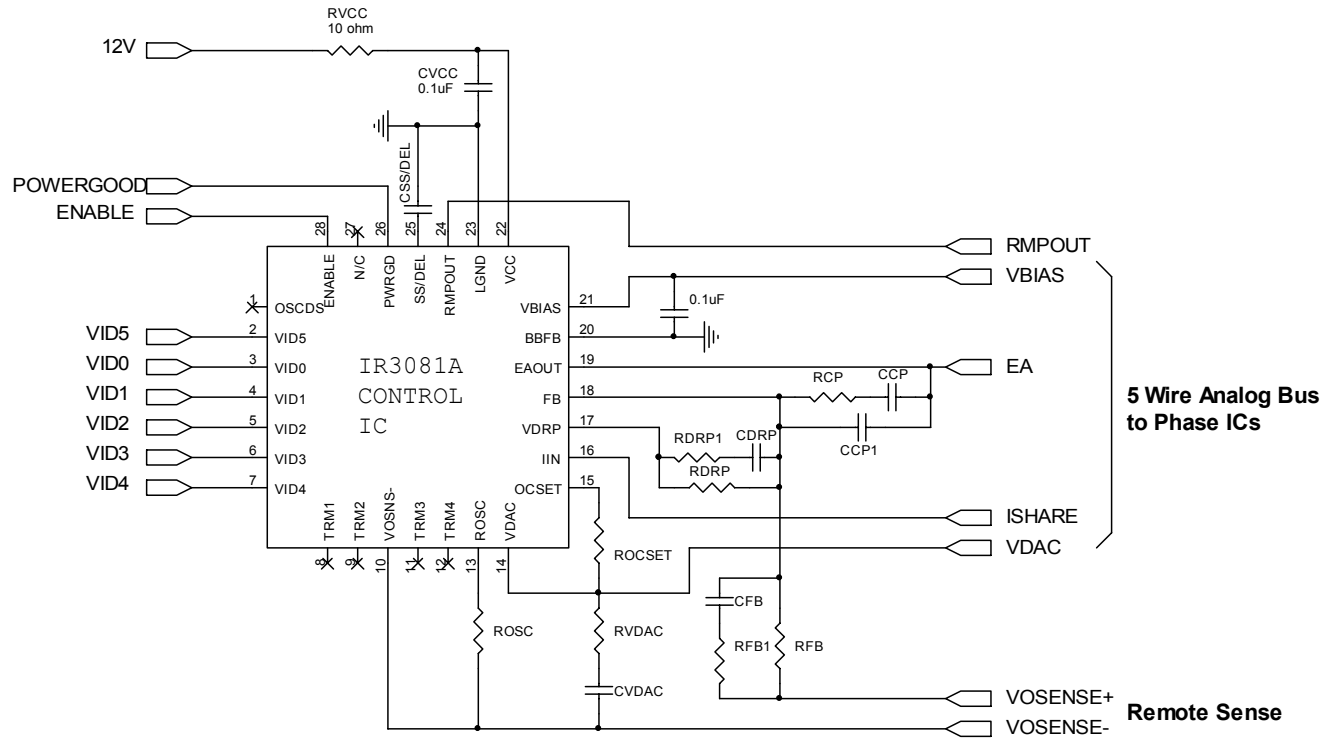 RVCC
10 ohm
12V
CVCC
0.1uF
CSS/DEL
POWERGOOD
ENABLE
28
27
26
25
24
23
22
ENABLE
N/C
PWRGD
SS/DEL
RMPOUT
LGND
VCC
RMPOUT
VBIAS
1
OSCDS
VBIAS
21
0.1uF
VID5
2
VID5
BBFB
20
VID0
3
VID0
IR3081A
EAOUT
19
EA
VID1
4
VID1
CONTROL
FB
18
RCP
CCP
VID2
5
VID2
IC
VDRP
17
CCP1
5 Wire Analog Bus
to Phase ICs
VID3
6
VID3
IIN
16
RDRP1
CDRP
RDRP
VID4
7
VID4
OCSET
15
TRM1
TRM2
VOSNS-
TRM3
TRM4
ROSC
VDAC
8
9
10
11
12
13
14
ISHARE
VDAC
ROCSET
CFB
ROSC
RVDAC
RFB1
RFB
CVDAC
VOSENSE+
VOSENSE-
Remote Sense